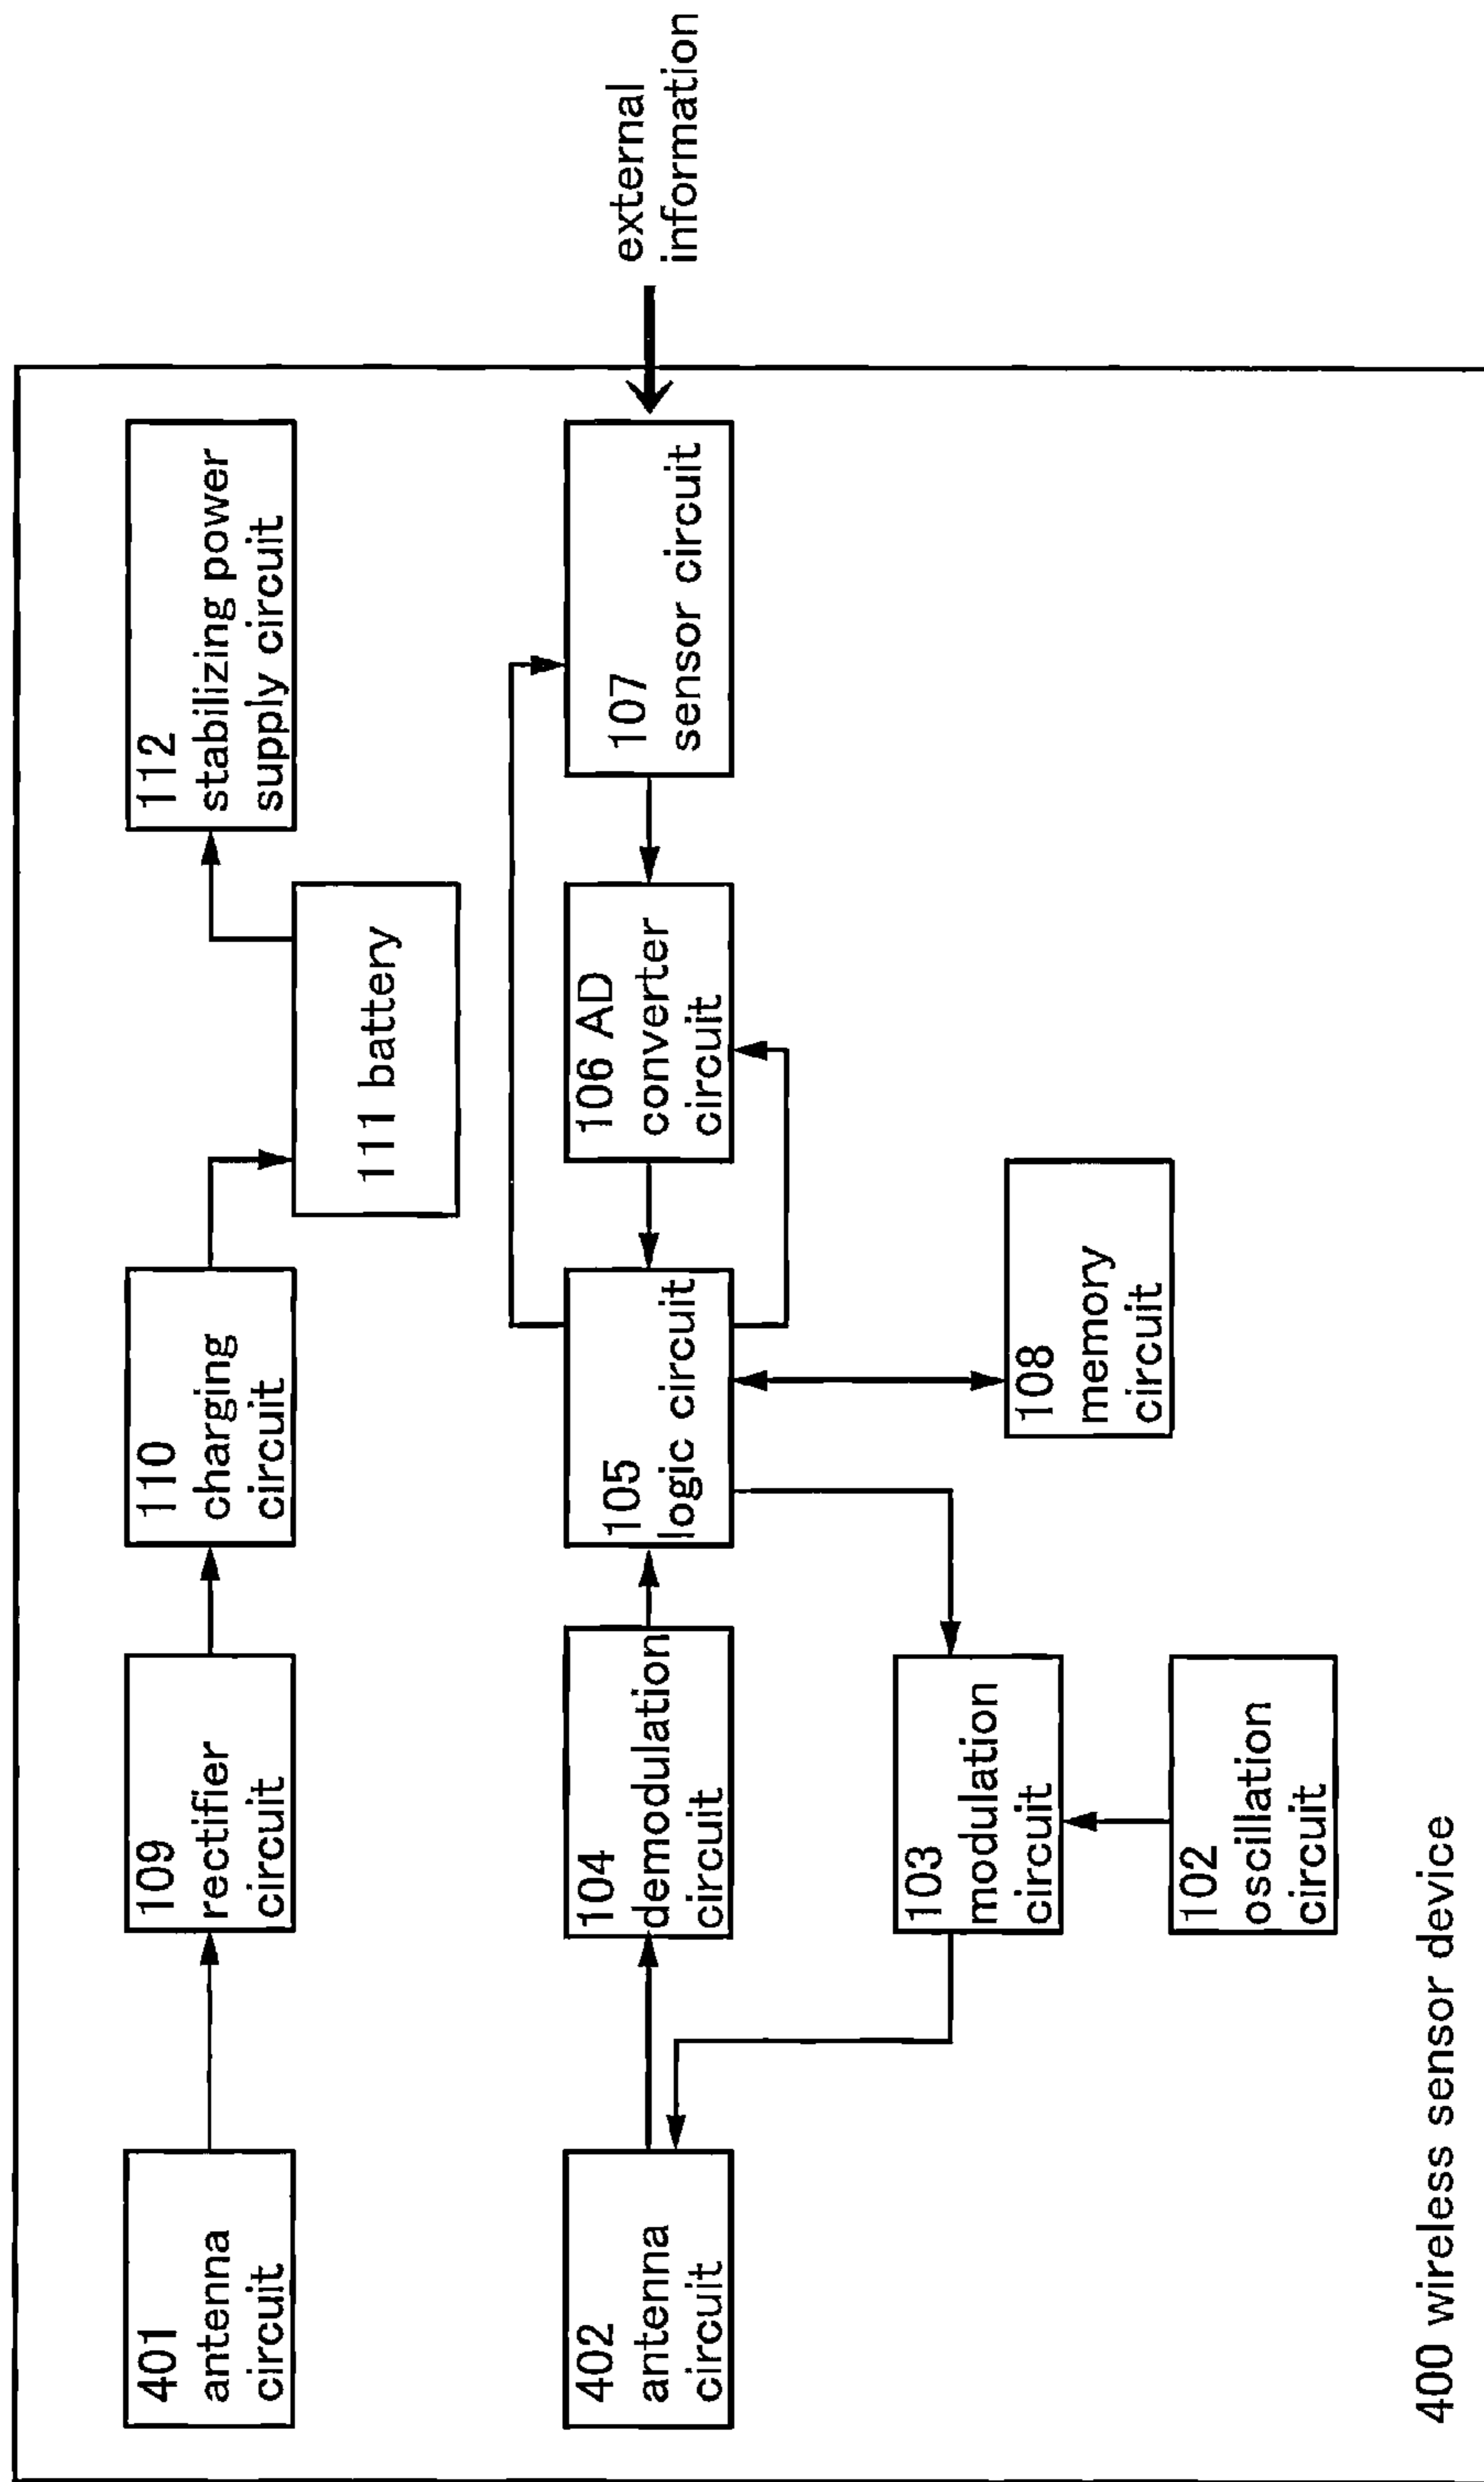 401
antenna
circuit
109
rectifier
circuit
110
charging
circuit
111 battery
112
stabilizing power
supply circuit
402
antenna
circuit
104
demodulation
circuit
105
logic circuit
106 AD
converter
circuit
107
sensor circuit
external
information
103
modulation
circuit
108
memory
circuit
102
oscillation
circuit
400 wireless sensor device